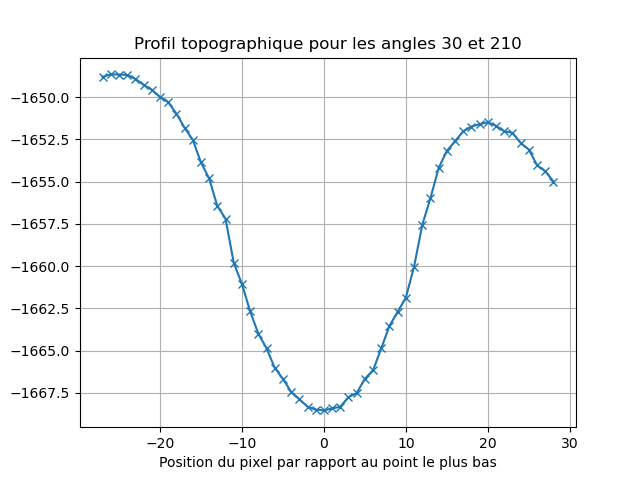 Profil topographique pour les angles 30 et 210
−1650.0
−1652.5
−1655.0
−1657.5
−1660.0
−1662.5
−1665.0
−1667.5
−20 −10 0 10 20 30
Position du pixel par rapport au point le plus bas